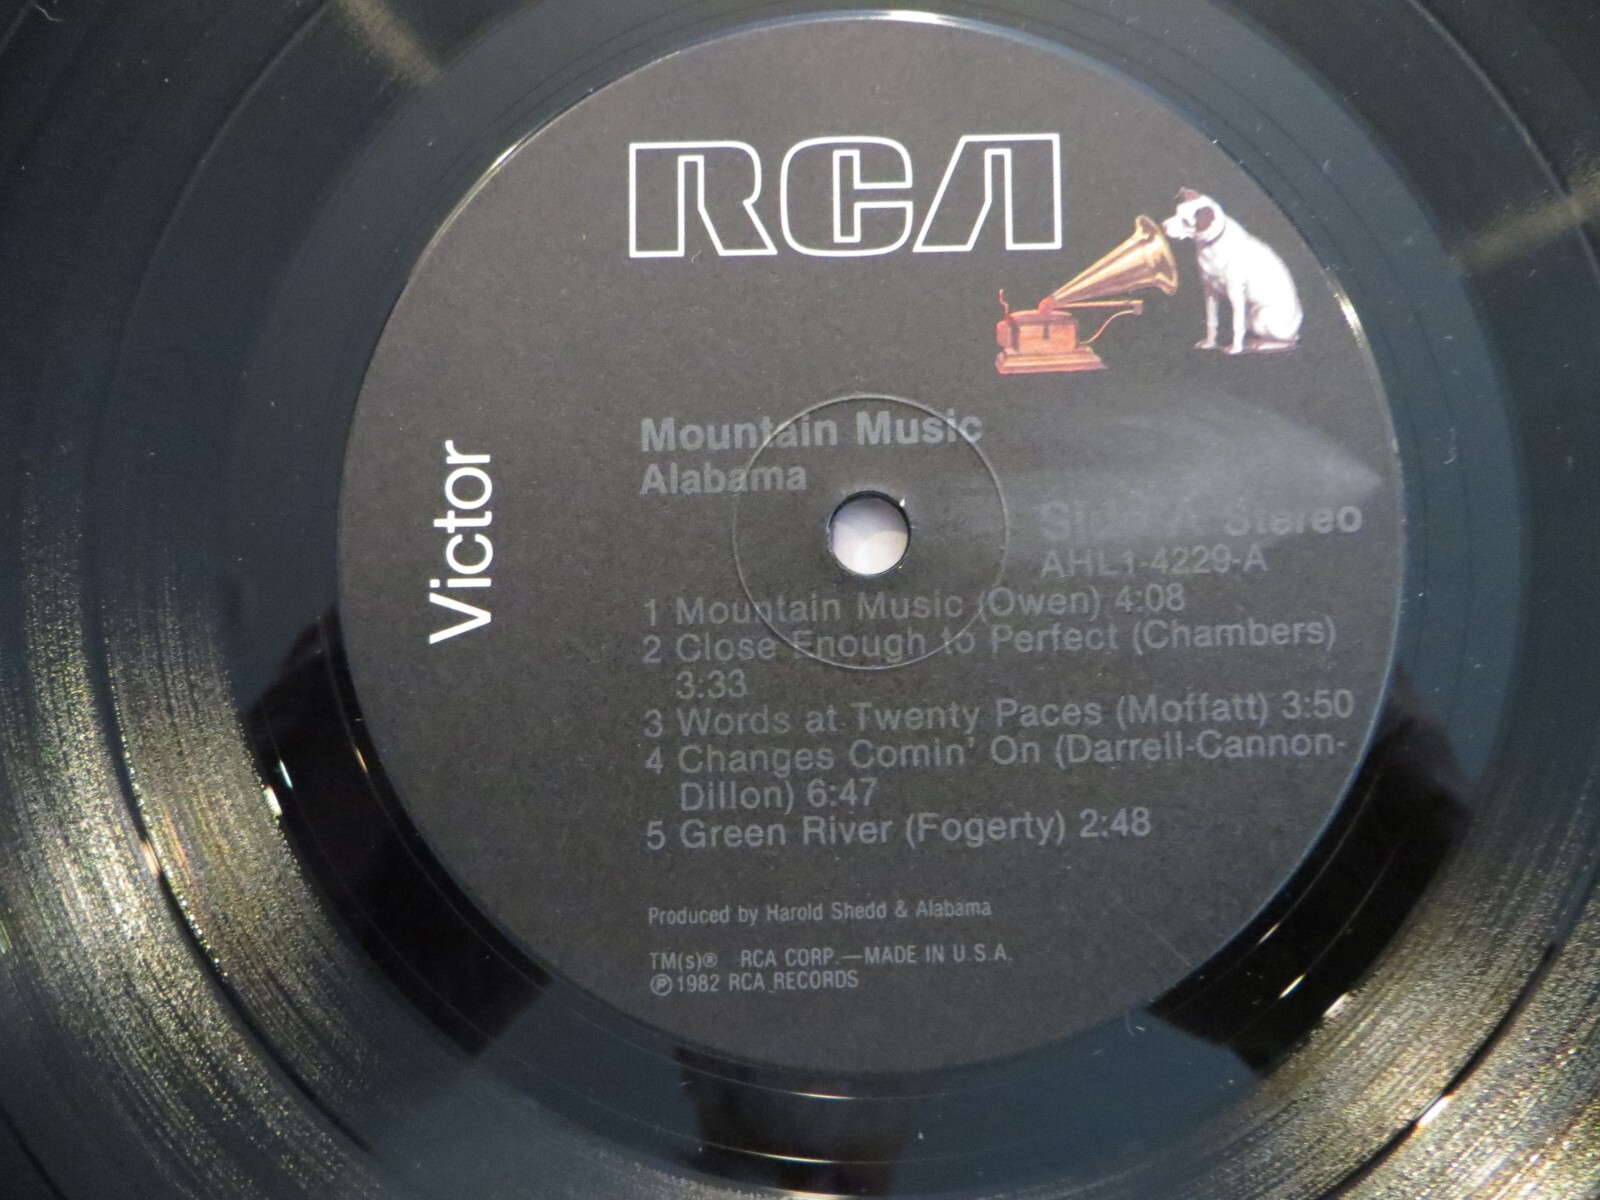 RCA
Victor
Mountain Music
Alabama
Side A Stereo
AHL1-4229-A
1 Mountain Music (Owen) 4:08
2 Close Enough to Perfect (Chambers)
3:33
3 Words at Twenty Paces (Moffatt) 3:50
4 Changes Comin' On (Darrell-Cannon-
Dillon) 6:47
5 Green River (Fogerty) 2:48
Produced by Harold Shedd & Alabama
TM(s)® RCA CORP.—MADE IN U.S.A.
℗1982 RCA RECORDS